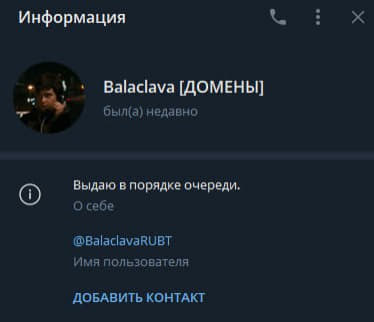 Информация
Balaclava [ДОМЕНЫ]
был(а) недавно
Выдаю в порядке очереди.
О себе
@BalaclavaRUBT
Имя пользователя
ДОБАВИТЬ КОНТАКТ